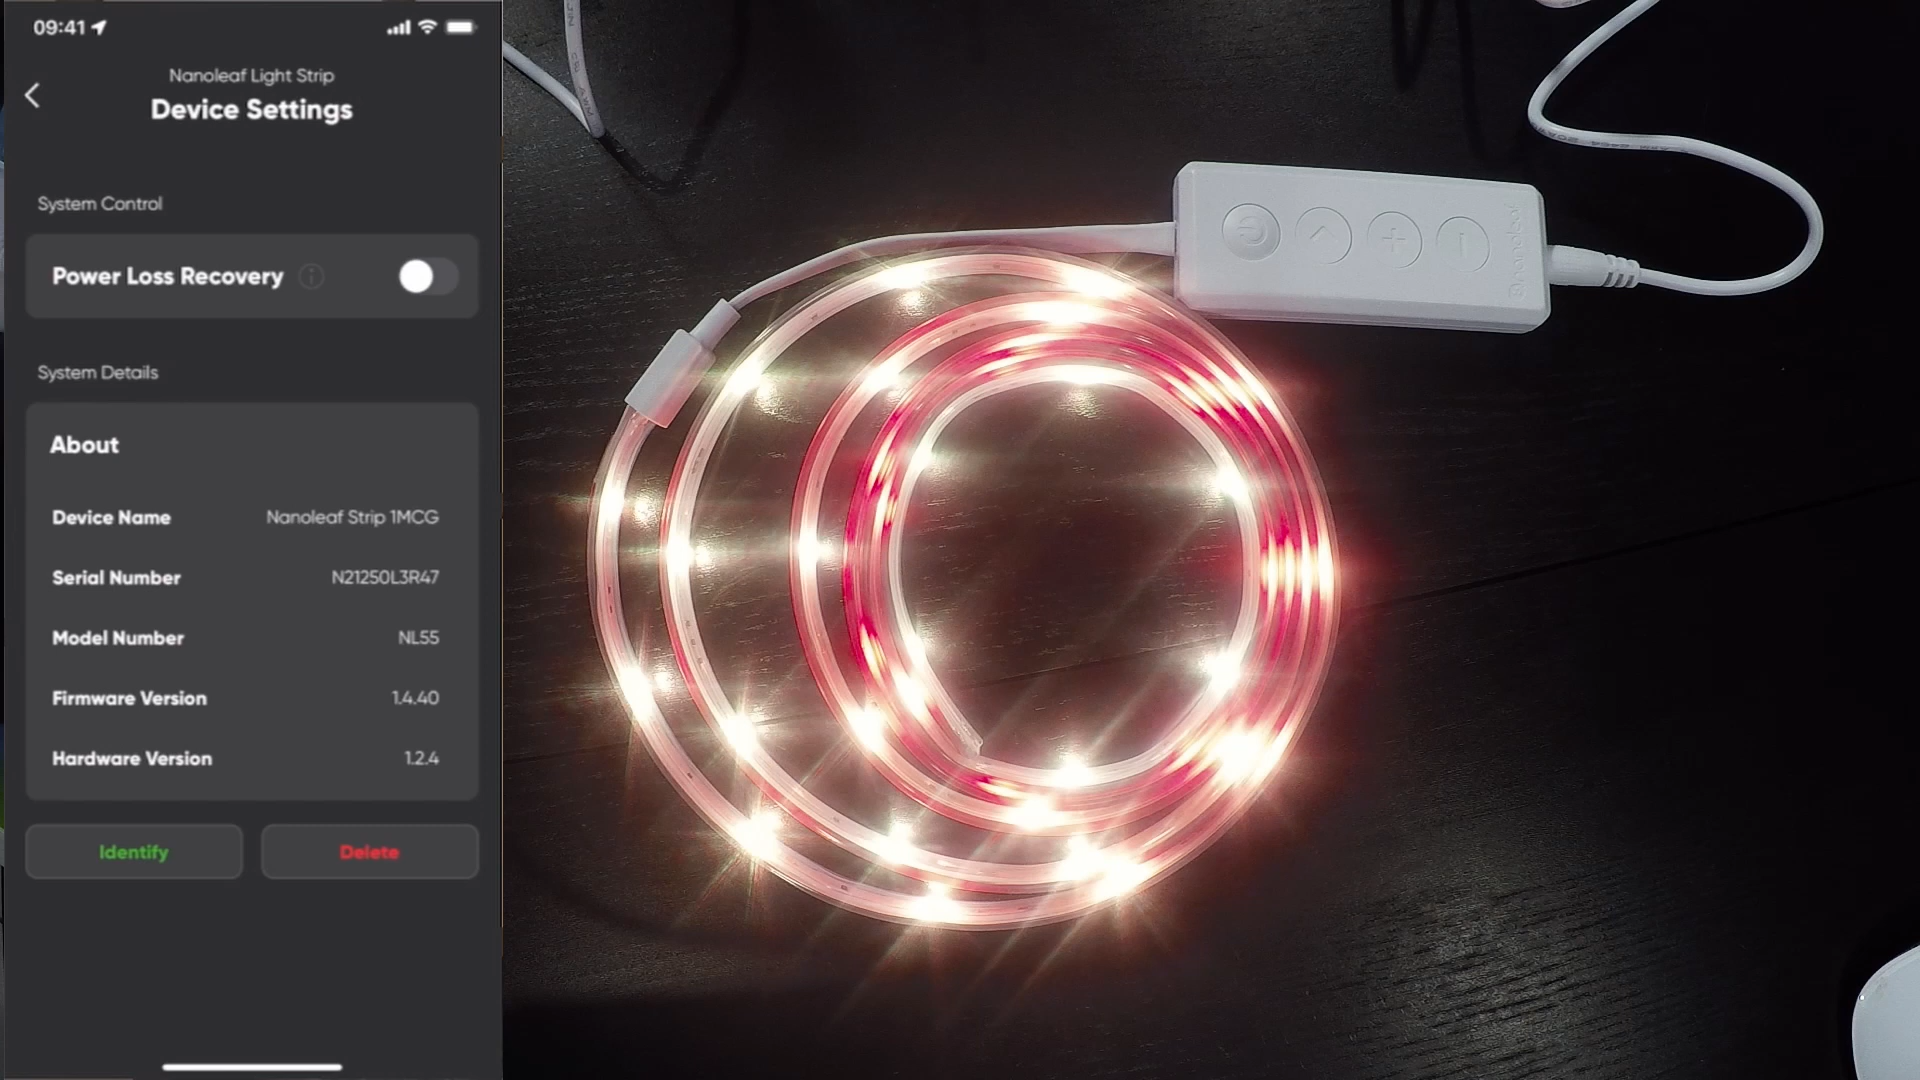 09:41
Nanoleaf Light Strip
Device Settings
System Control
Power Loss Recovery
System Details
About
Device Name Nanoleaf Strip 1MCG
Serial Number N21250L3R47
Model Number NL55
Firmware Version 1.4.40
Hardware Version 1.2.4
Identify Delete
nanoleaf